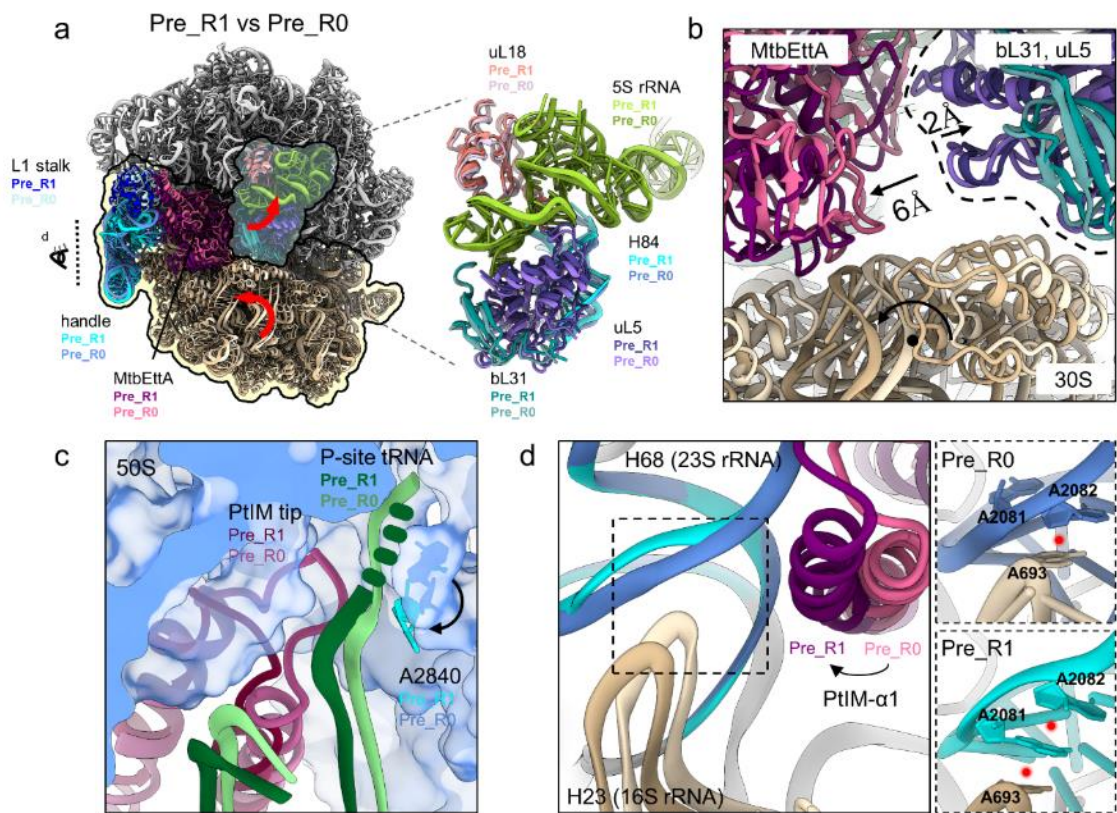 a
Pre_R1 vs Pre_R0
L1 stalk
Pre_R1
Pre_R0
d
handle
Pre_R1
Pre_R0
MtbEttA
Pre_R1
Pre_R0
uL18
Pre_R1
Pre_R0
5S rRNA
Pre_R1
Pre_R0
H84
Pre_R1
Pre_R0
uL5
Pre_R1
Pre_R0
bL31
Pre_R1
Pre_R0
b
MtbEttA
bL31, uL5
2Å
6Å
30S
c
50S
P-site tRNA
Pre_R1
Pre_R0
PtIM tip
Pre_R1
Pre_R0
A2840
Pre_R1
Pre_R0
d
H68 (23S rRNA)
Pre_R1
Pre_R0
PtIM-α1
H23 (16S rRNA)
Pre_R0
A2082
A2081
A693
Pre_R1
A2082
A2081
A693